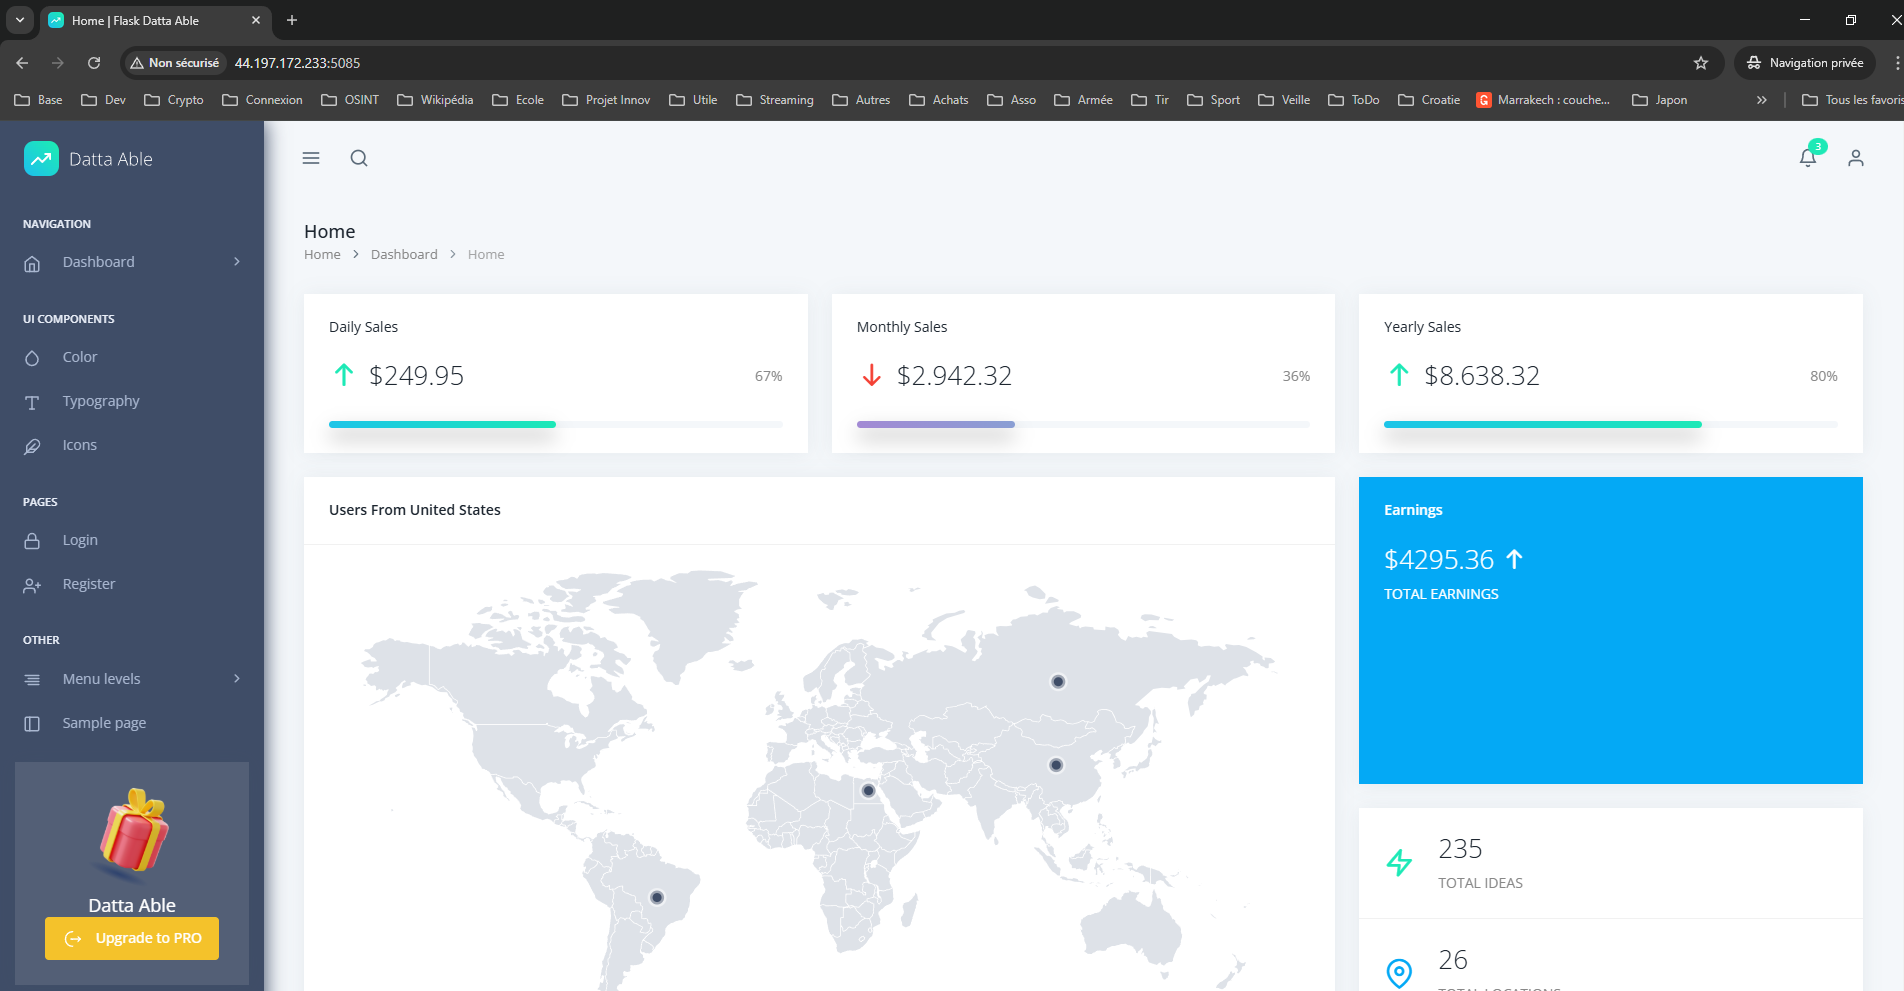 Home | Flask Datta Able
Non sécurisé 44.197.172.233:5085 Navigation privée
Base Dev Crypto Connexion OSINT Wikipédia Ecole Projet Innov Utile Streaming Autres Achats Asso Armée Tir Sport Veille ToDo Croatie Marrakech : couche... Japon Tous les favoris
Datta Able
3
NAVIGATION
Dashboard
UI COMPONENTS
Color
Typography
Icons
PAGES
Login
Register
OTHER
Menu levels
Sample page
Datta Able
Upgrade to PRO
Home
Home > Dashboard > Home
Daily Sales
$249.95
67%
Monthly Sales
$2.942.32
36%
Yearly Sales
$8.638.32
80%
Users From United States
Earnings
$4295.36
TOTAL EARNINGS
235
TOTAL IDEAS
26
TOTAL LOCATIONS